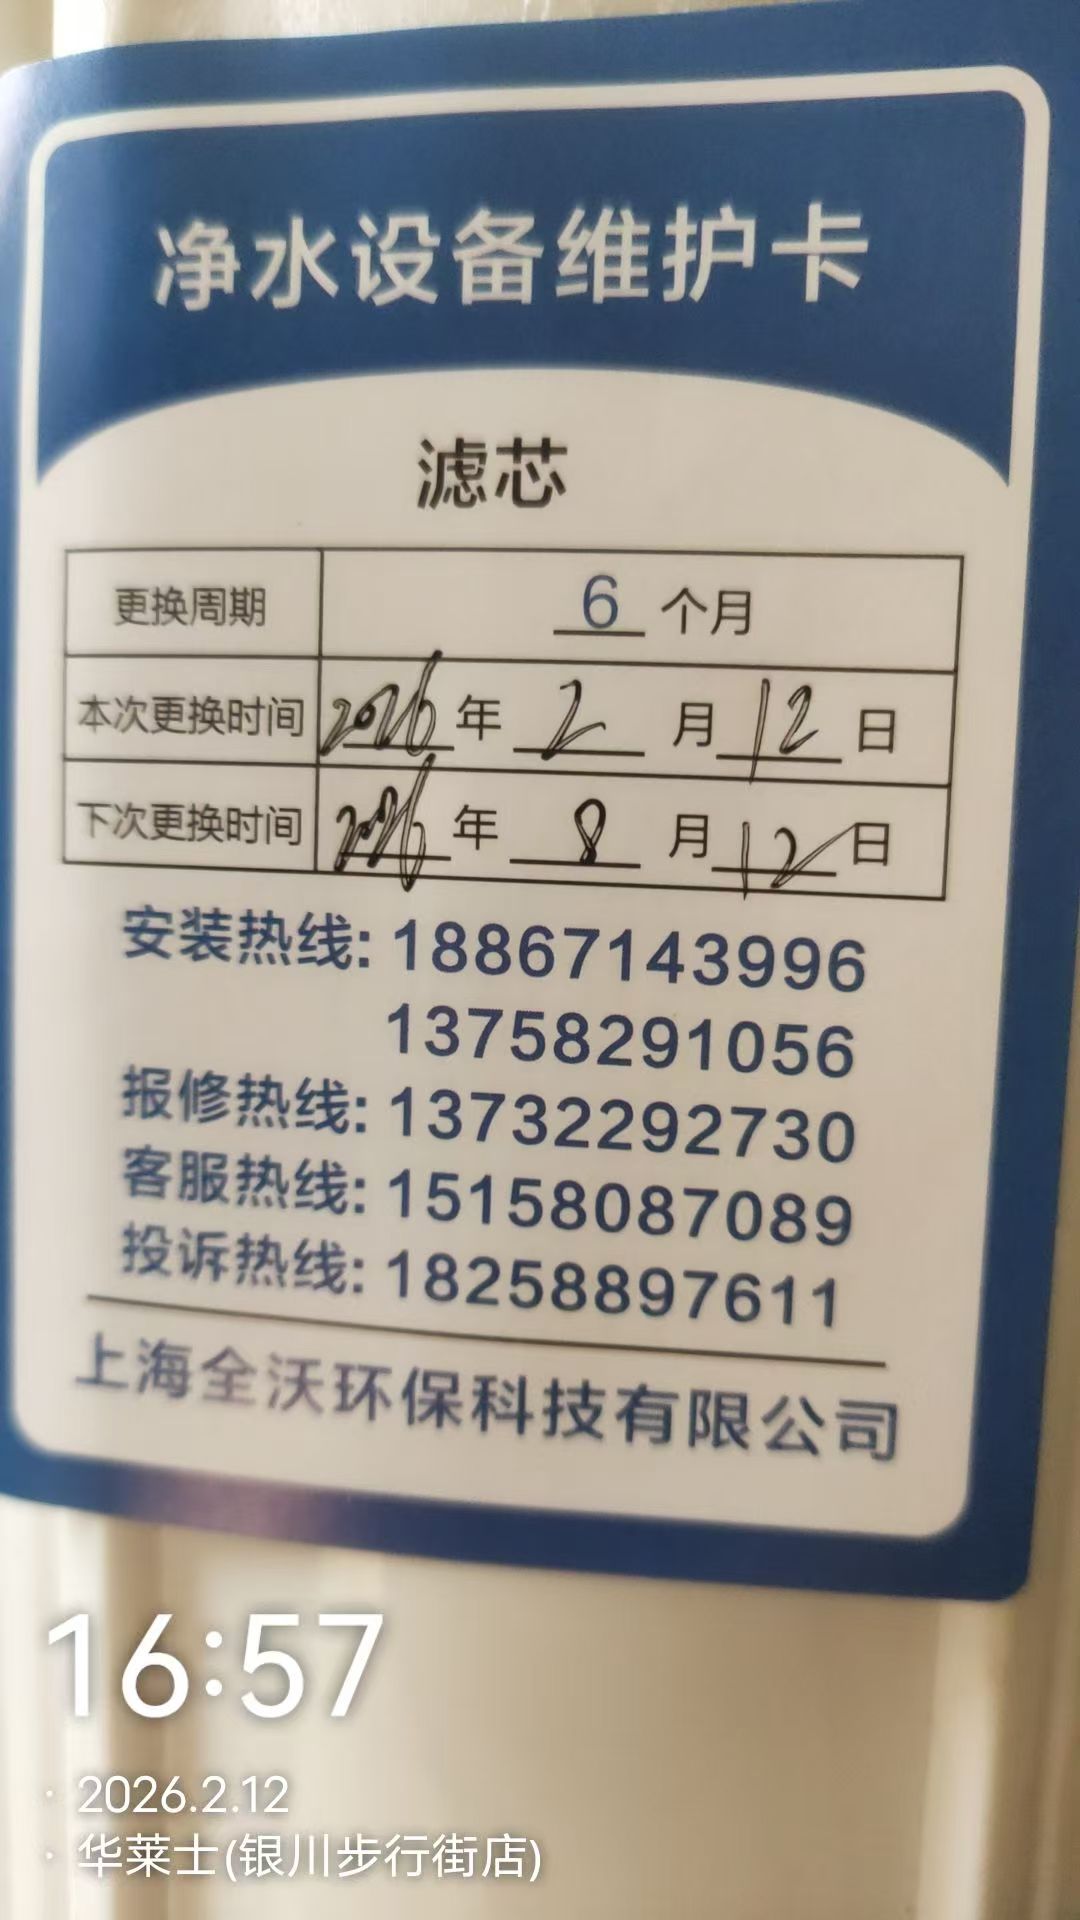 净水设备维护卡
滤芯
更换周期 6 个月
本次更换时间 2026 年 2 月 12 日
下次更换时间 2026 年 8 月 12 日
安装热线: 18867143996
13758291056
报修热线: 13732292730
客服热线: 15158087089
投诉热线: 18258897611
上海全沃环保科技有限公司
16:57
· 2026.2.12
· 华莱士(银川步行街店)